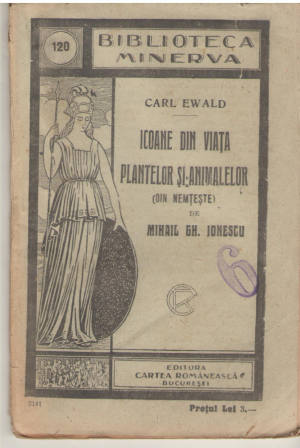 120
BIBLIOTECA
MINERVA
CARL EWALD
ICOANE DIN VIAȚA
PLANTELOR ȘI-ANIMALELOR
(DIN NEMȚEȘTE)
DE
MIHAIL GH. IONESCU
6
CR
EDITURA
CARTEA ROMÂNEASCĂ
BUCUREȘTI
Prețul Lei 3.—